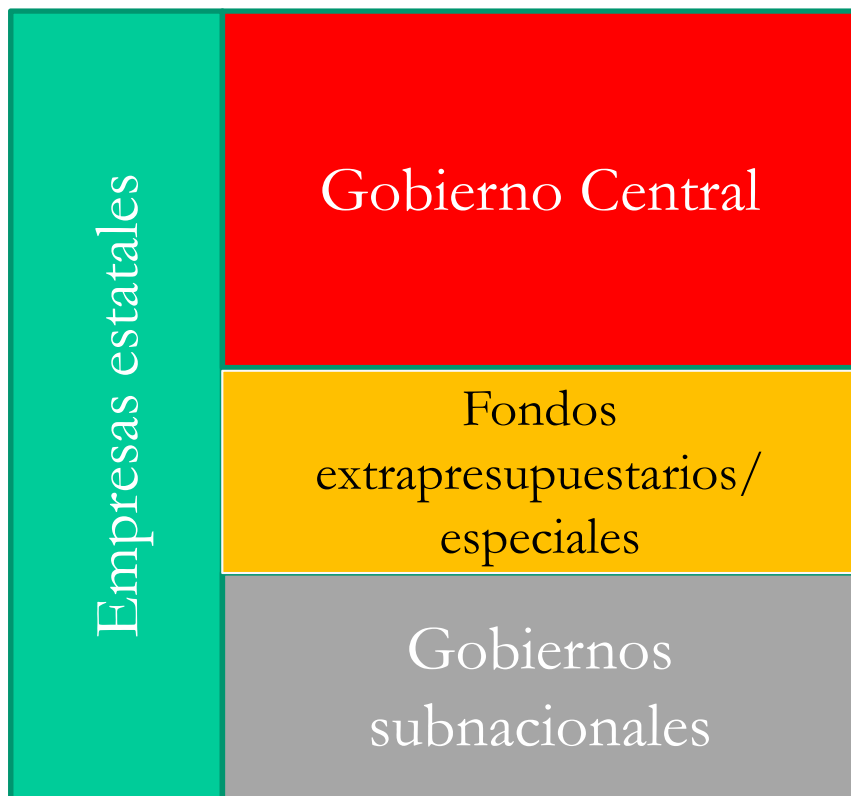 Empresas estatales
Gobierno Central
Fondos
extrapresupuestarios/
especiales
Gobiernos
subnacionales